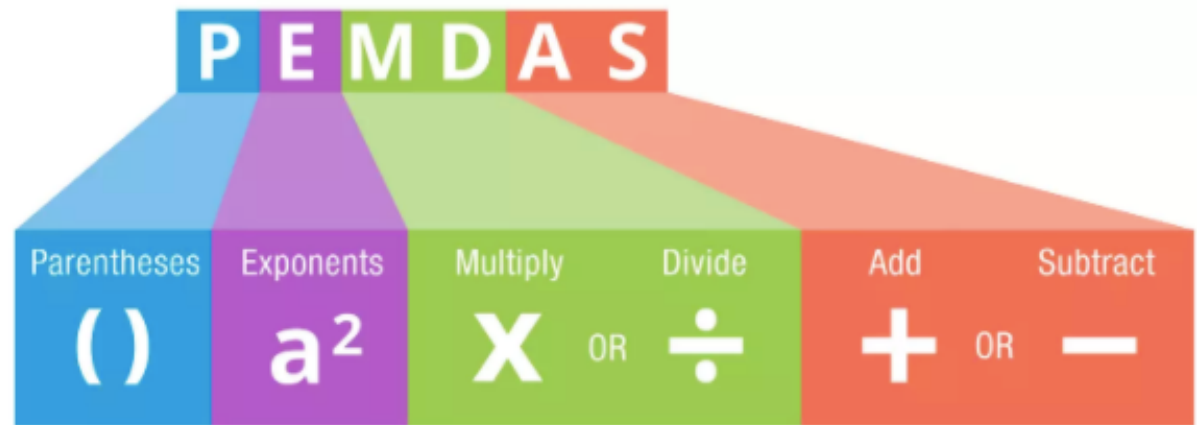 P E M D A S
Parentheses Exponents Multiply Divide Add Subtract
( ) a² x OR ÷ + OR −